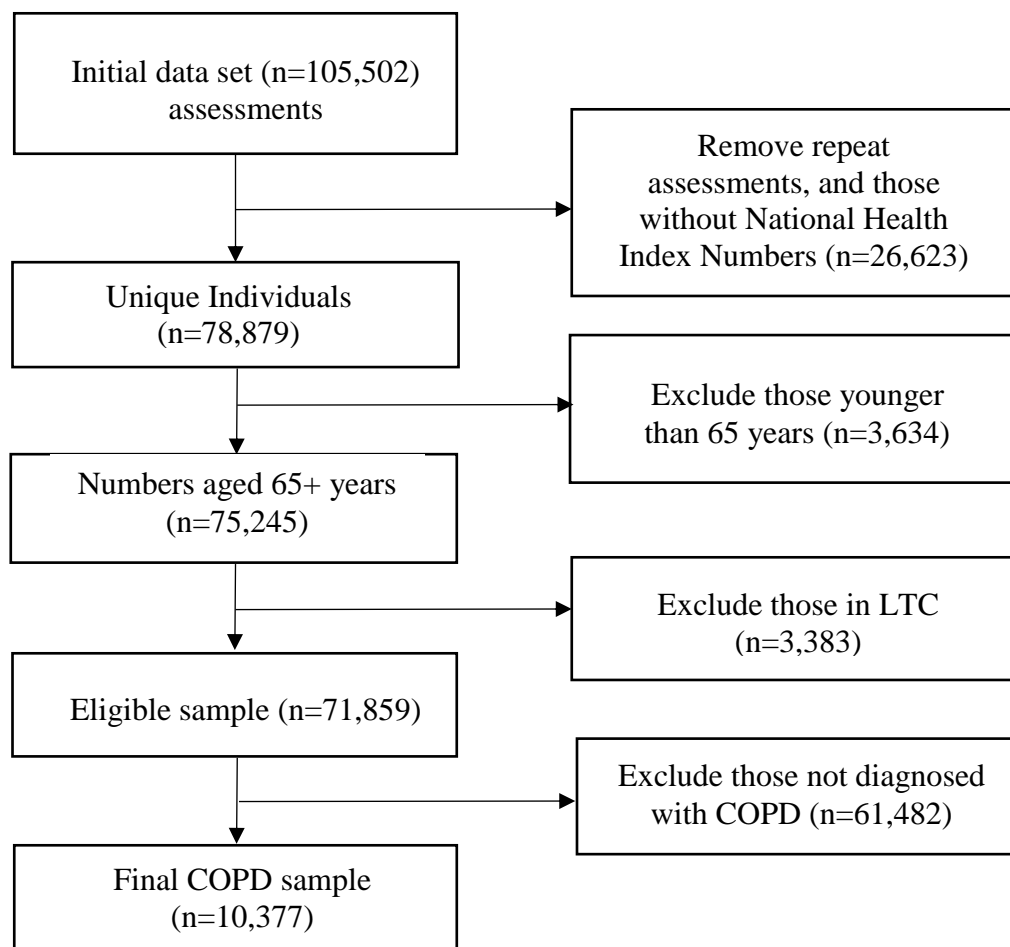 Initial data set (n=105,502)
assessments
Remove repeat
assessments, and those
without National Health
Index Numbers (n=26,623)
Unique Individuals
(n=78,879)
Exclude those younger
than 65 years (n=3,634)
Numbers aged 65+ years
(n=75,245)
Exclude those in LTC
(n=3,383)
Eligible sample (n=71,859)
Exclude those not diagnosed
with COPD (n=61,482)
Final COPD sample
(n=10,377)